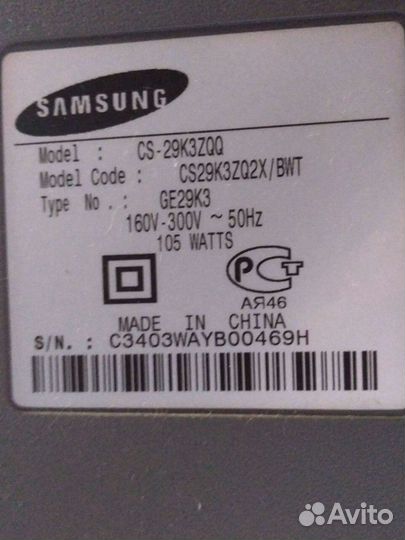 SAMSUNG
Model : CS-29K3ZQQ
Model Code : CS29K3ZQ2X/BWT
Type No. : GE29K3
160V-300V ~ 50Hz
105 WATTS
РСТ
АЯ46
MADE IN CHINA
S/N. : C3403WAYB00469H
Avito